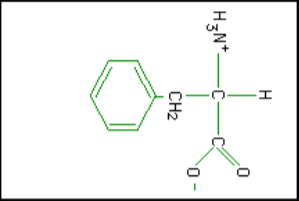 H₃N⁺
CH₂ C H
C
O⁻ O